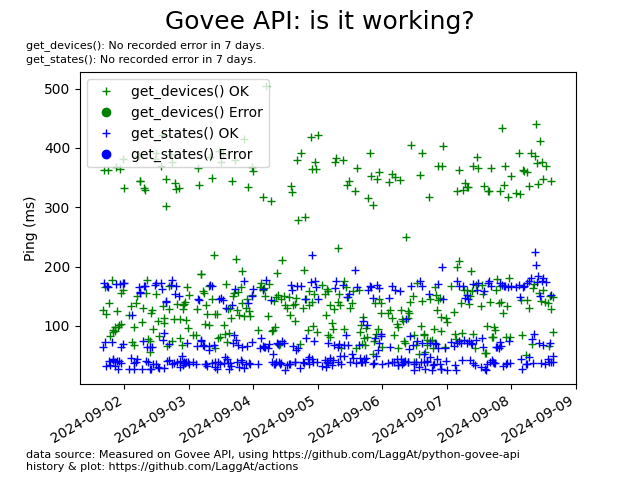 Govee API: is it working?
get_devices(): No recorded error in 7 days.
get_states(): No recorded error in 7 days.
get_devices() OK
get_devices() Error
get_states() OK
get_states() Error
Ping (ms)
500
400
300
200
100
2024-09-02
2024-09-03
2024-09-04
2024-09-05
2024-09-06
2024-09-07
2024-09-08
2024-09-09
data source: Measured on Govee API, using https://github.com/LaggAt/python-govee-api
history & plot: https://github.com/LaggAt/actions